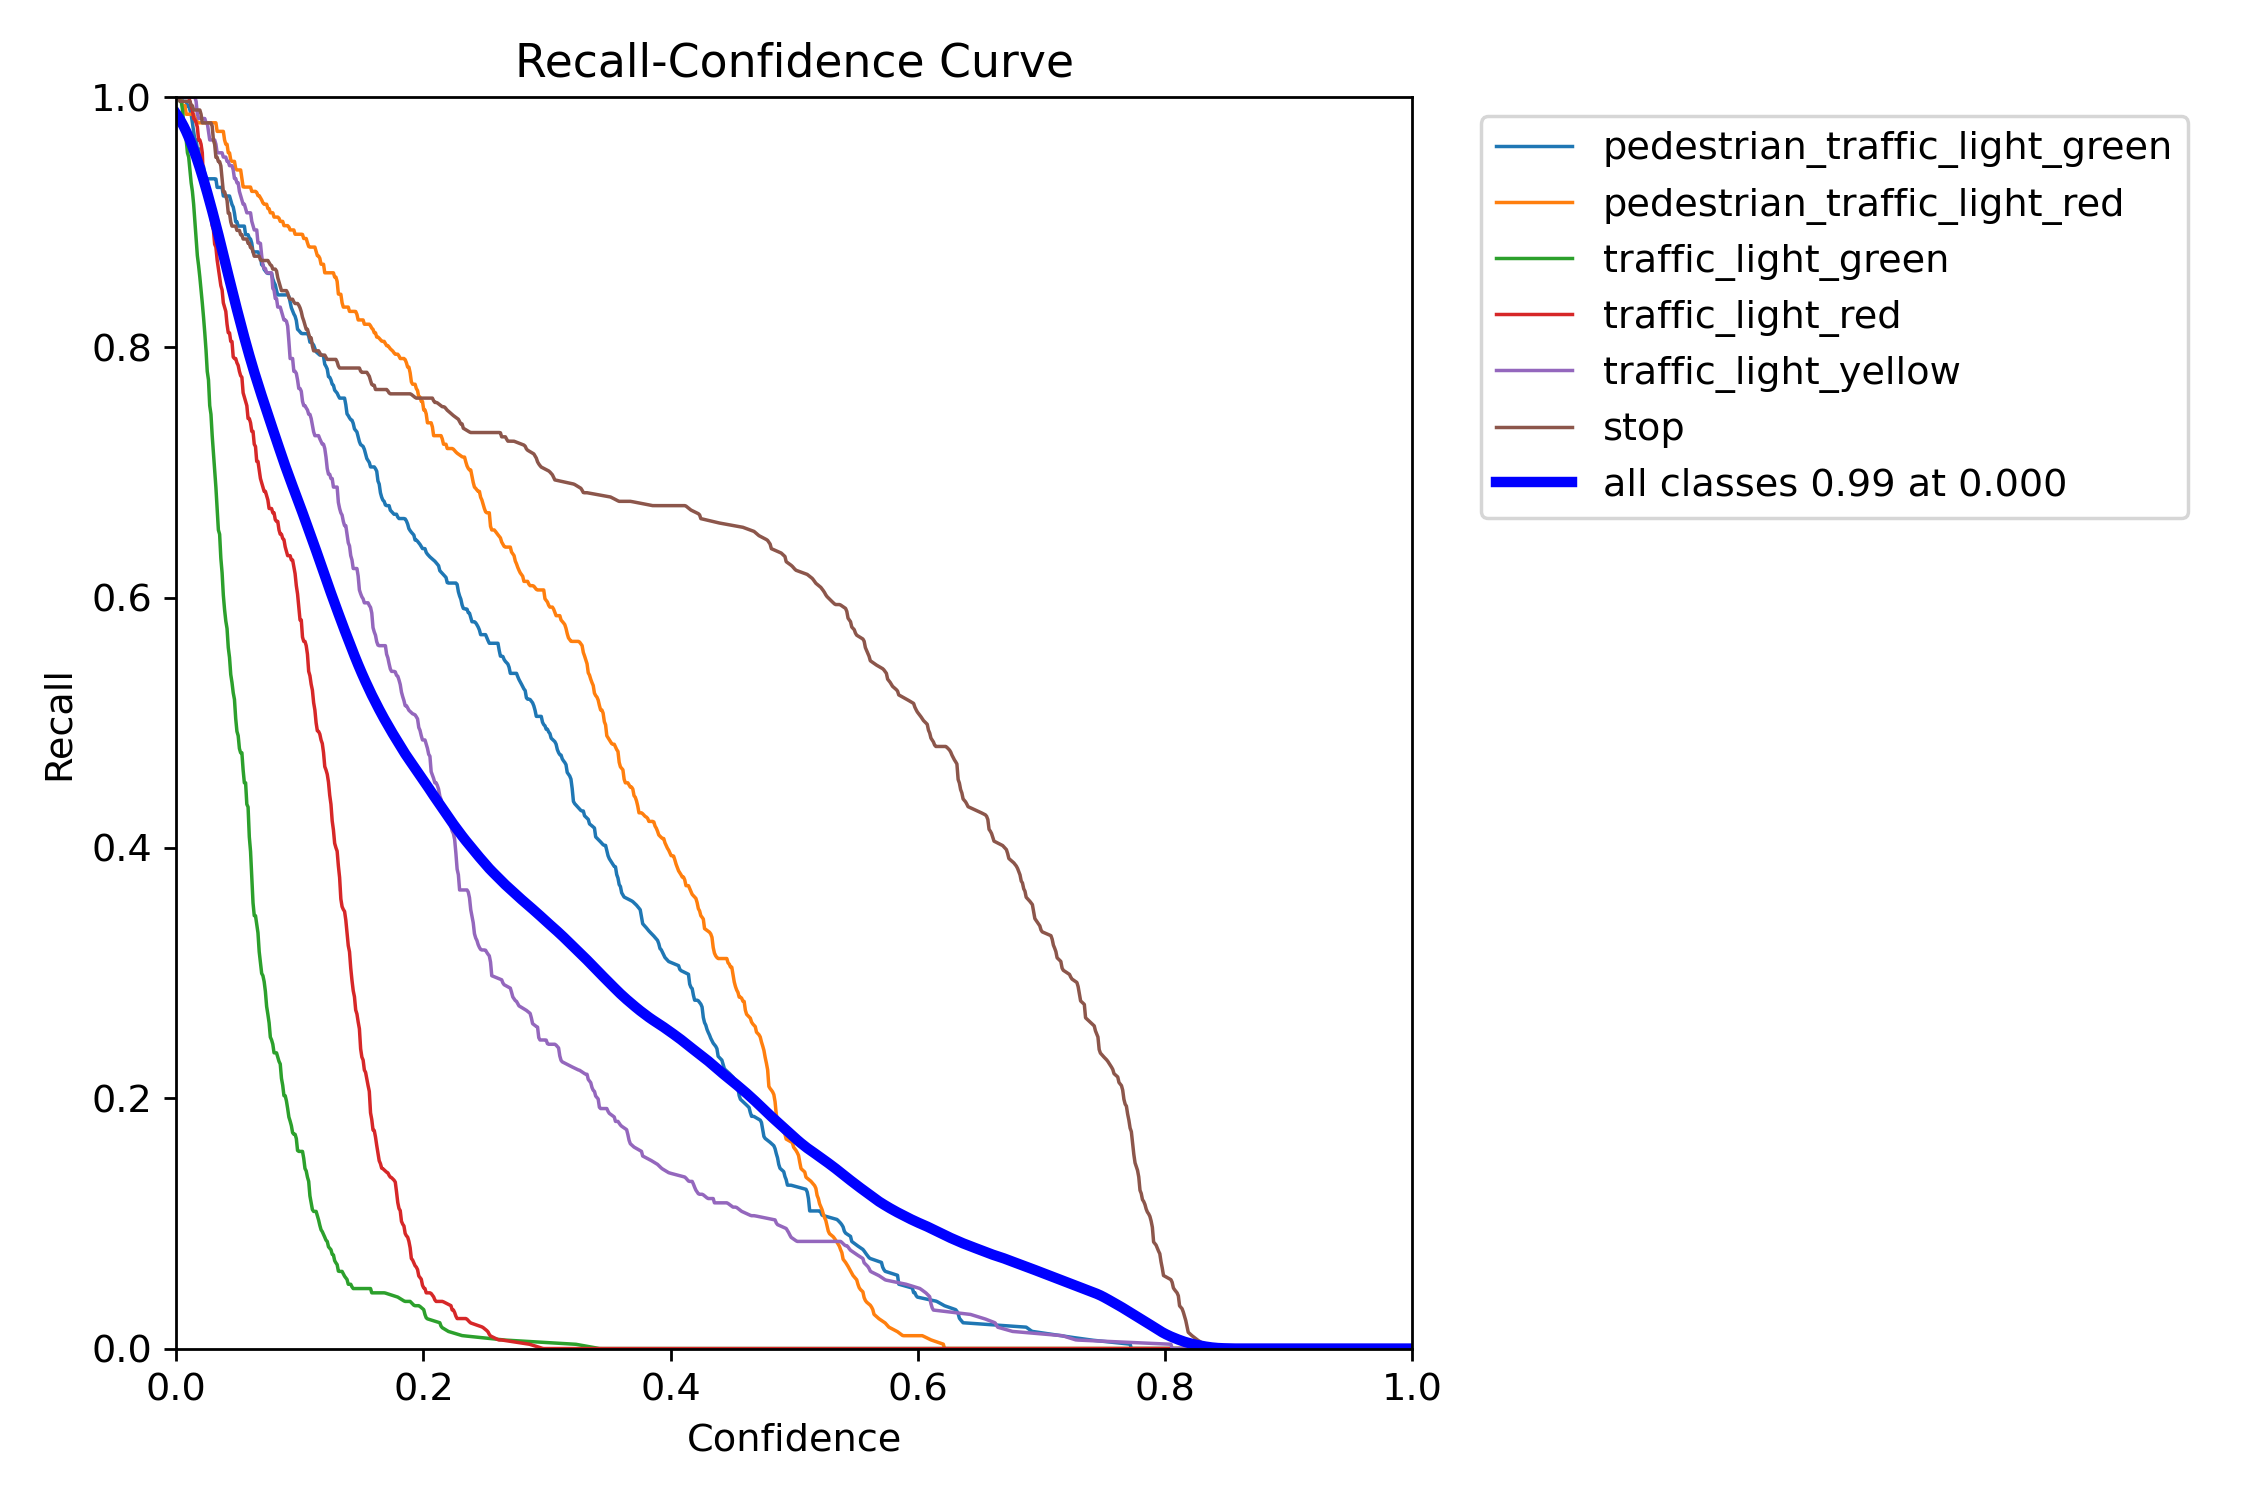 Recall-Confidence Curve
1.0
0.8
0.6
0.4
0.2
0.0
Recall
0.0 0.2 0.4 0.6 0.8 1.0
Confidence
pedestrian_traffic_light_green
pedestrian_traffic_light_red
traffic_light_green
traffic_light_red
traffic_light_yellow
stop
all classes 0.99 at 0.000